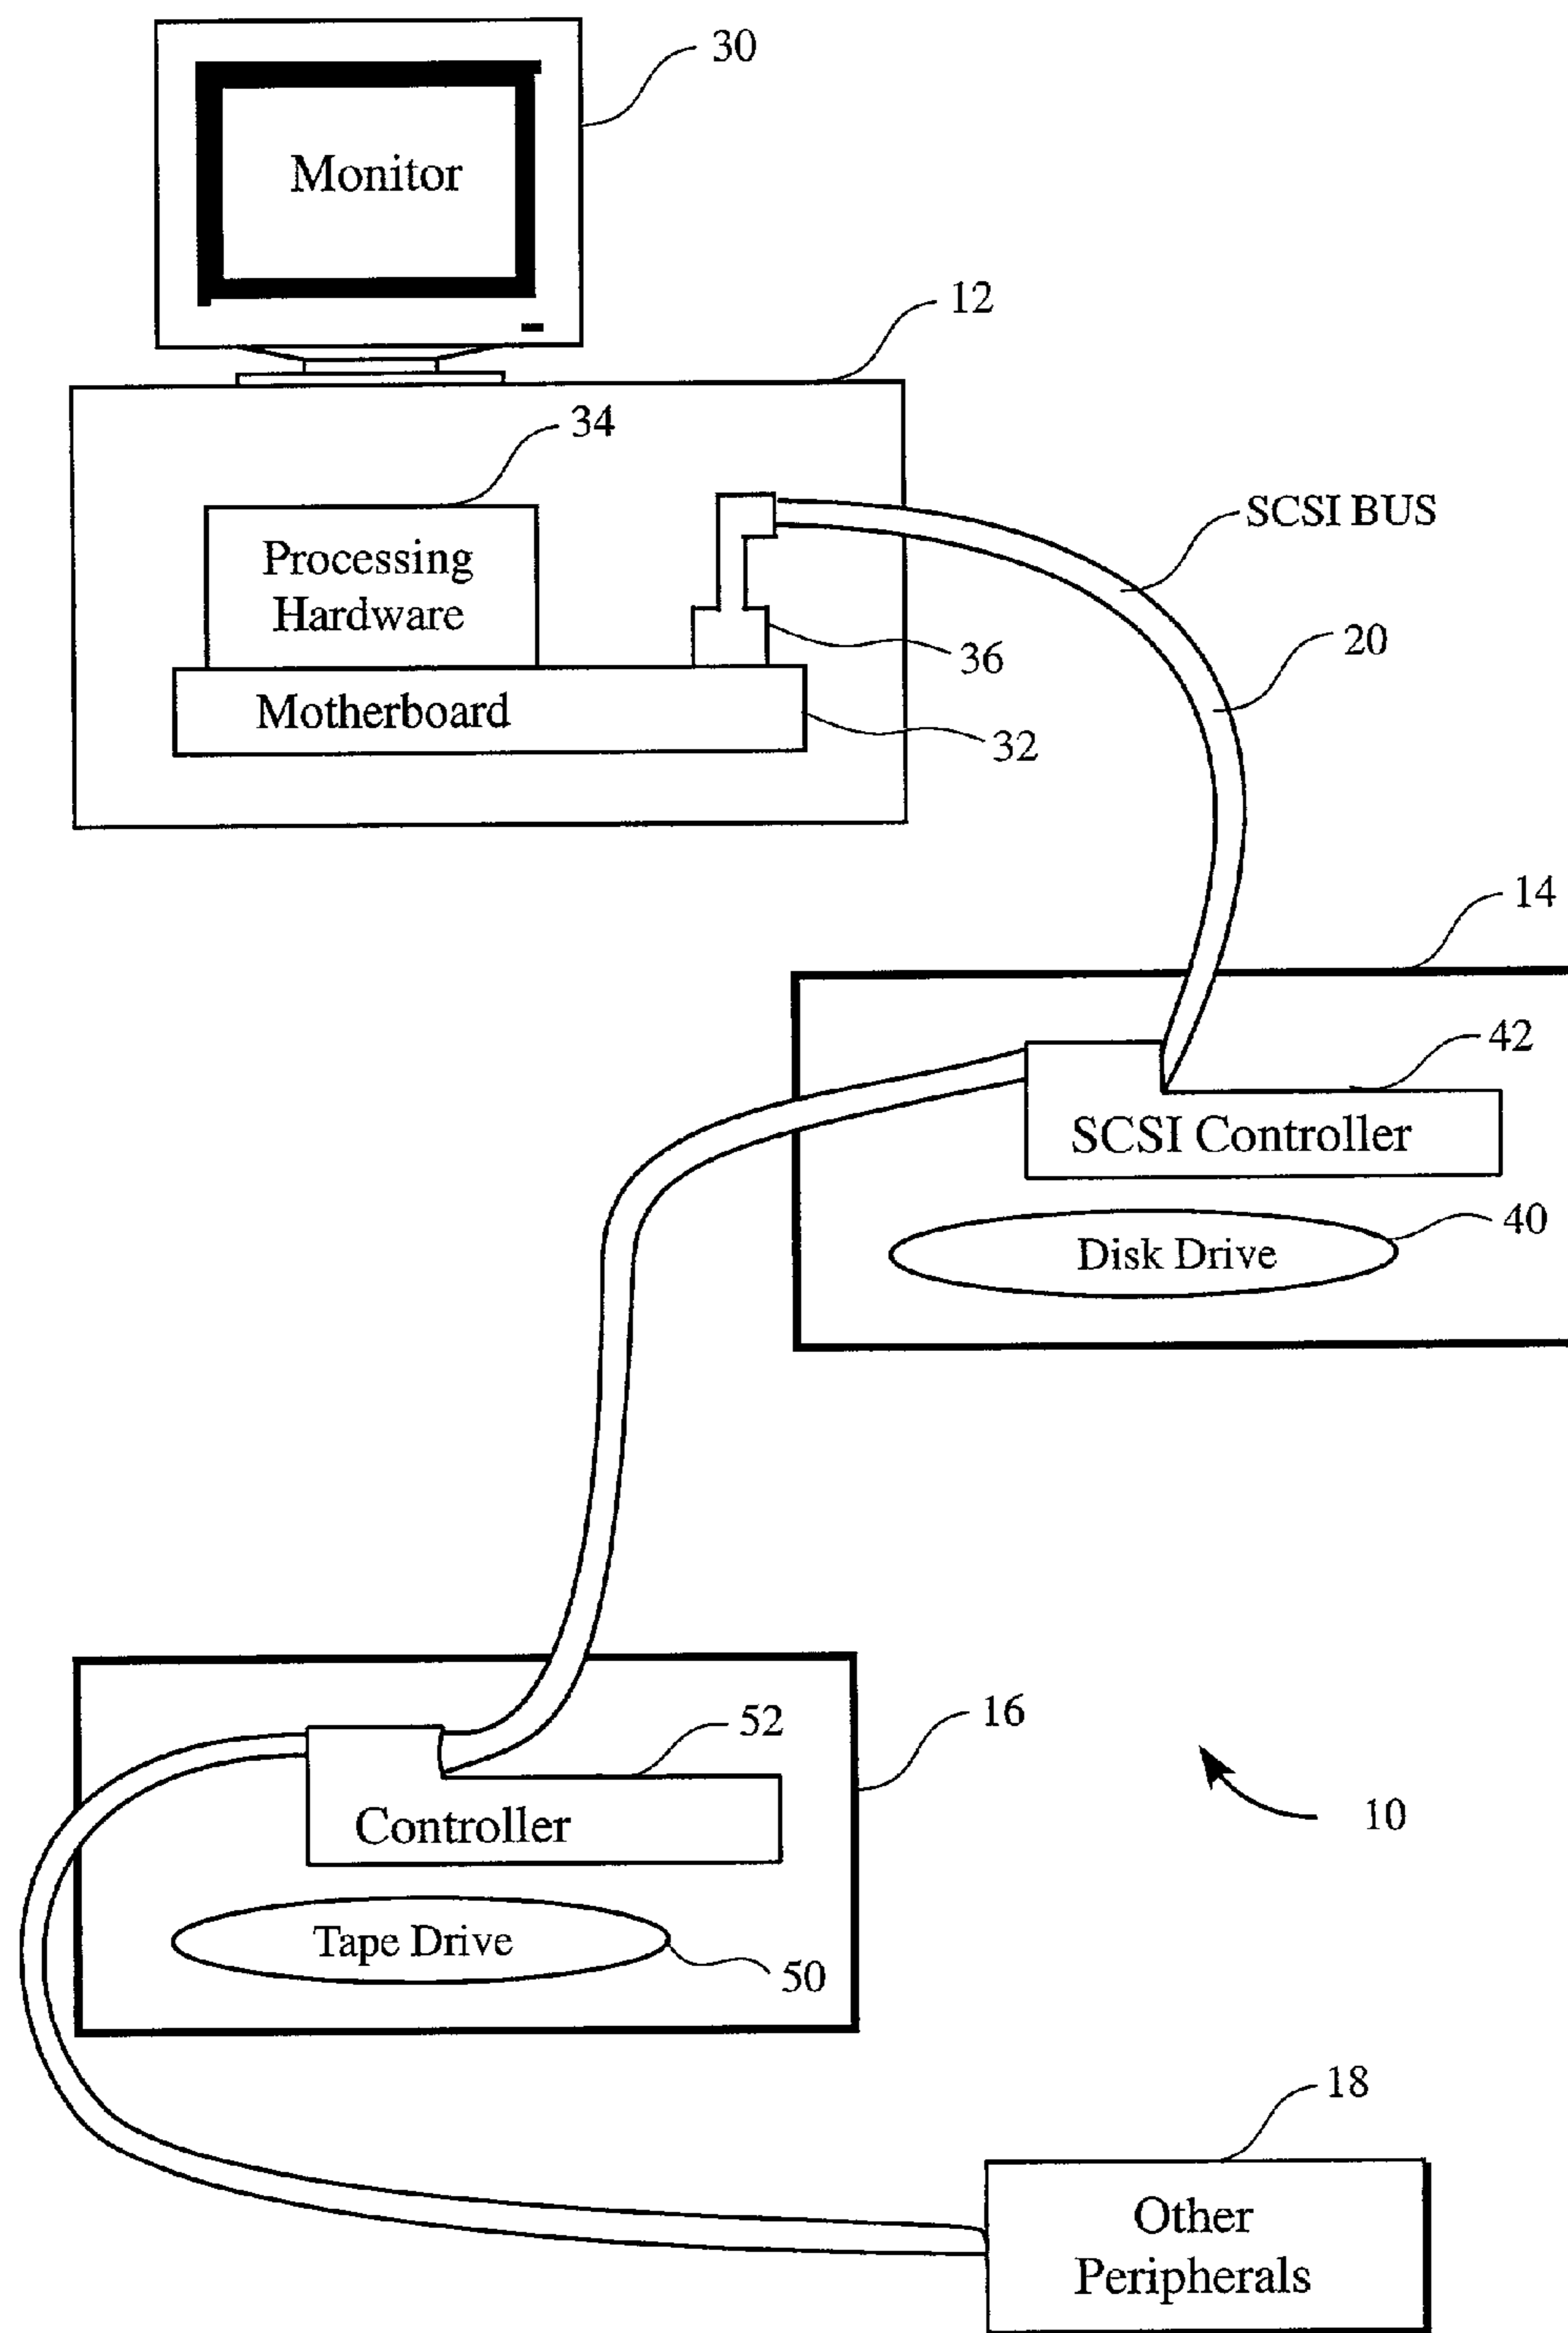 30
Monitor
12
34
SCSI BUS
Processing
Hardware
20
36
Motherboard
32
14
42
SCSI Controller
40
Disk Drive
52
16
Controller
10
Tape Drive
50
18
Other
Peripherals